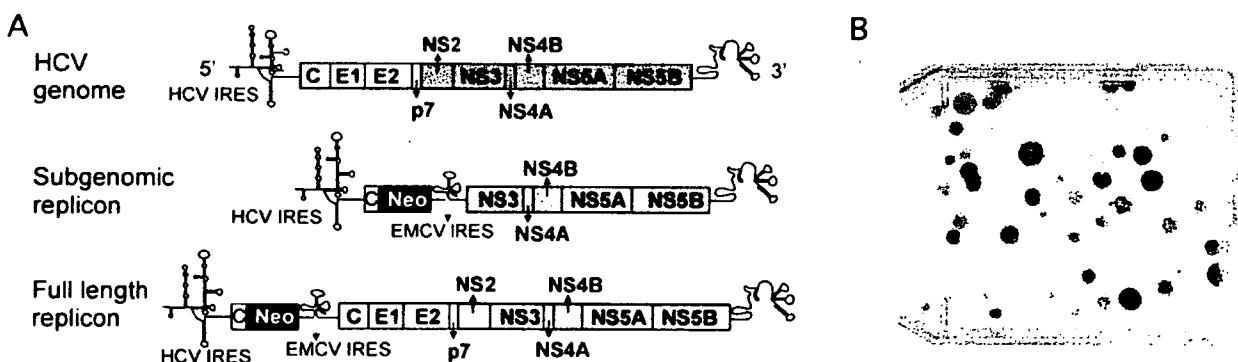 A
B
HCV
genome
5'
HCV IRES
C E1 E2 NS3 NS5A NS5B
NS2
NS4B
p7
NS4A
3'
Subgenomic
replicon
HCV IRES
C Neo
EMCV IRES
NS3 NS5A NS5B
NS4B
NS4A
Full length
replicon
HCV IRES
C Neo
EMCV IRES
C E1 E2 NS3 NS5A NS5B
NS2
NS4B
p7
NS4A